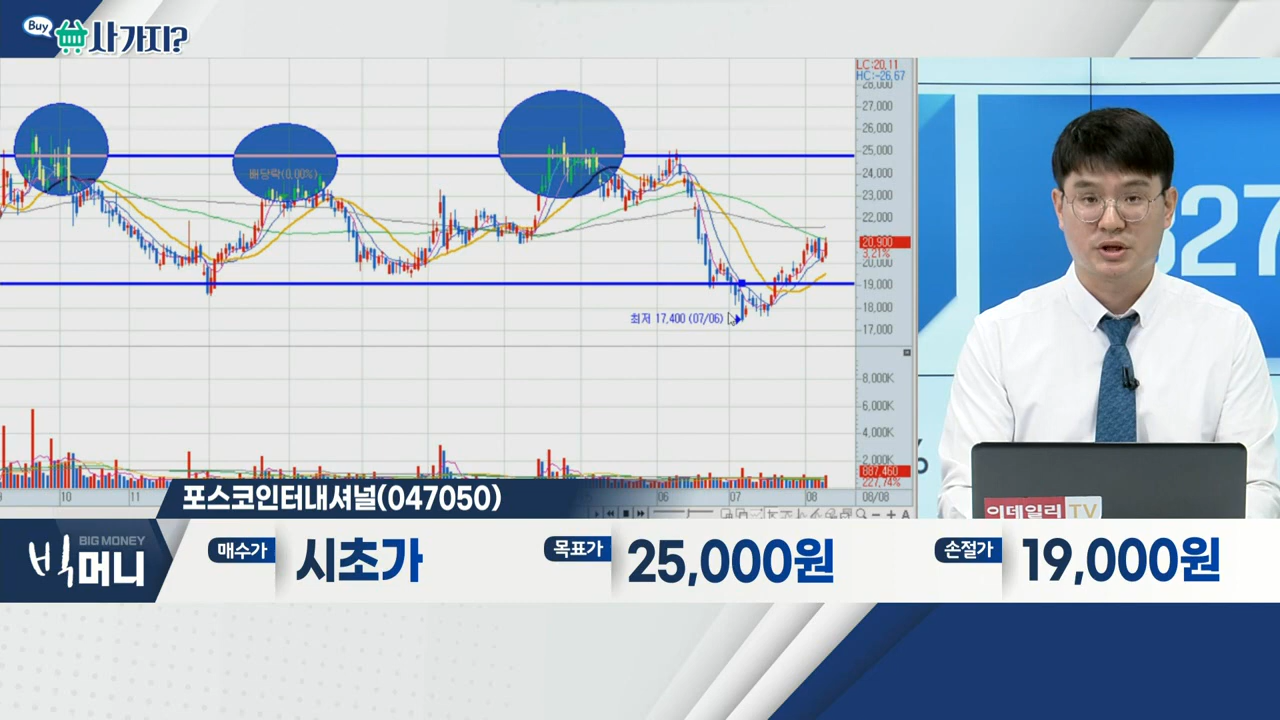 Buy
사가지?
LC:20.11
HC:-26.67
28,000
27,000
26,000
25,000
24,000
23,000
22,000
20,900
3.21%
20,000
19,000
18,000
17,000
배당락(0.00%)
최저 17,400 (07/06)
8,000K
6,000K
4,000K
2,000K
887,460
227.74%
10
11
06
07
08
08/08
627
이데일리 TV
포스코인터내셔널(047050)
BIG MONEY
빅머니
매수가
시초가
목표가
25,000원
손절가
19,000원